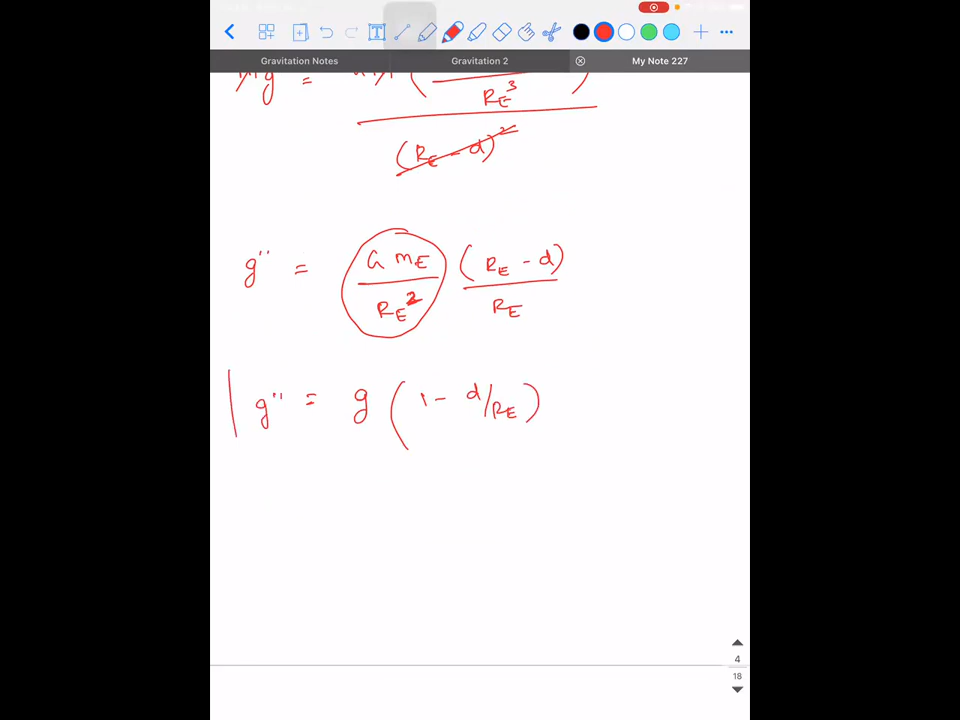 Gravitation Notes Gravitation 2 My Note 227
g = (
R_E^3 )
(R_E - d)^2
g'' = G m_E / R_E^2 (R_E - d) / R_E
g'' = g ( 1 - d/R_E )
4
18